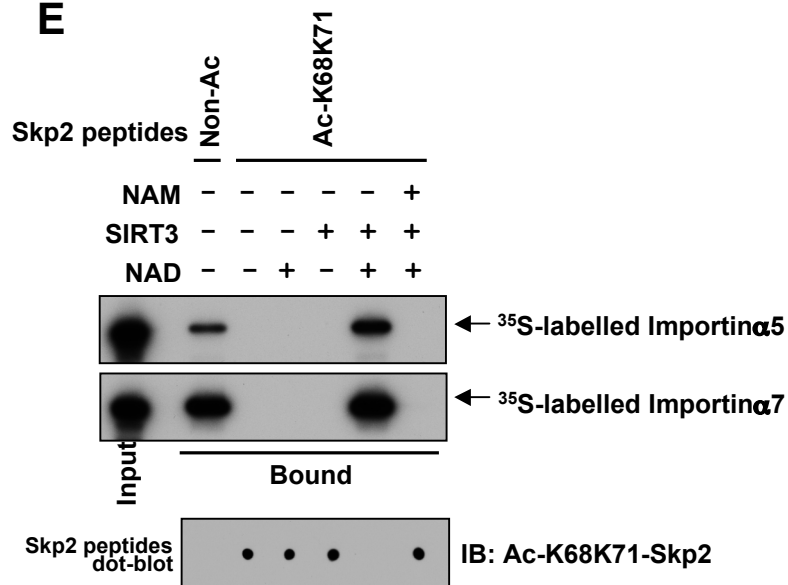 E
Skp2 peptides Non-Ac Ac-K68K71
NAM – – – – – +
SIRT3 – – – + + +
NAD – – + – + +
³⁵S-labelled Importinα5
³⁵S-labelled Importinα7
Input Bound
Skp2 peptides
dot-blot
IB: Ac-K68K71-Skp2